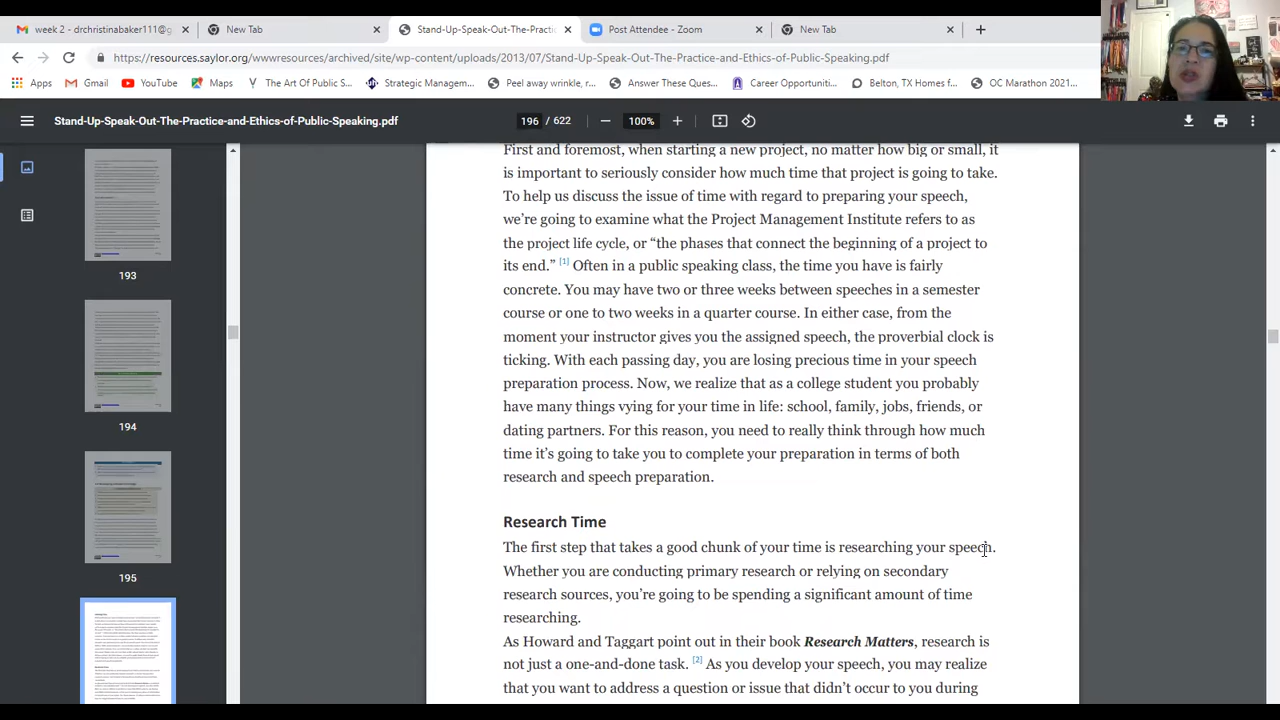 week 2 - drchristinabaker111@g
New Tab
Stand-Up-Speak-Out-The-Practic
Post Attendee - Zoom
New Tab
https://resources.saylor.org/wwwresources/archived/site/wp-content/uploads/2013/07/Stand-Up-Speak-Out-The-Practice-and-Ethics-of-Public-Speaking.pdf
Apps
YouTube
Maps
The Art Of Public S...
Strategic Managem...
Peel away wrinkle, r...
Answer These Ques...
Career Opportuniti...
Belton, TX Homes f...
OC Marathon 2021...
Stand-Up-Speak-Out-The-Practice-and-Ethics-of-Public-Speaking.pdf
196 / 622
100%
193
194
195
First and foremost, when starting a new project, no matter how big or small, it
is important to seriously consider how much time that project is going to take.
To help us discuss the issue of time with regard to preparing your speech,
we’re going to examine what the Project Management Institute refers to as
the project life cycle, or “the phases that connect the beginning of a project to
its end.” [1] Often in a public speaking class, the time you have is fairly
concrete. You may have two or three weeks between speeches in a semester
course or one to two weeks in a quarter course. In either case, from the
moment your instructor gives you the assigned speech, the proverbial clock is
ticking. With each passing day, you are losing precious time in your speech
preparation process. Now, we realize that as a college student you probably
have many things vying for your time in life: school, family, jobs, friends, or
dating partners. For this reason, you need to really think through how much
time it’s going to take you to complete your preparation in terms of both
research and speech preparation.
Research Time
The first step that takes a good chunk of your time is researching your speech.
Whether you are conducting primary research or relying on secondary
research sources, you’re going to be spending a significant amount of time
researching.
As Howard and Taggart point out in their book Research Matters, research is
not just a one-and-done task. [2] As you develop your speech, you may realize
that you want to address a question or issue that didn’t occur to you during